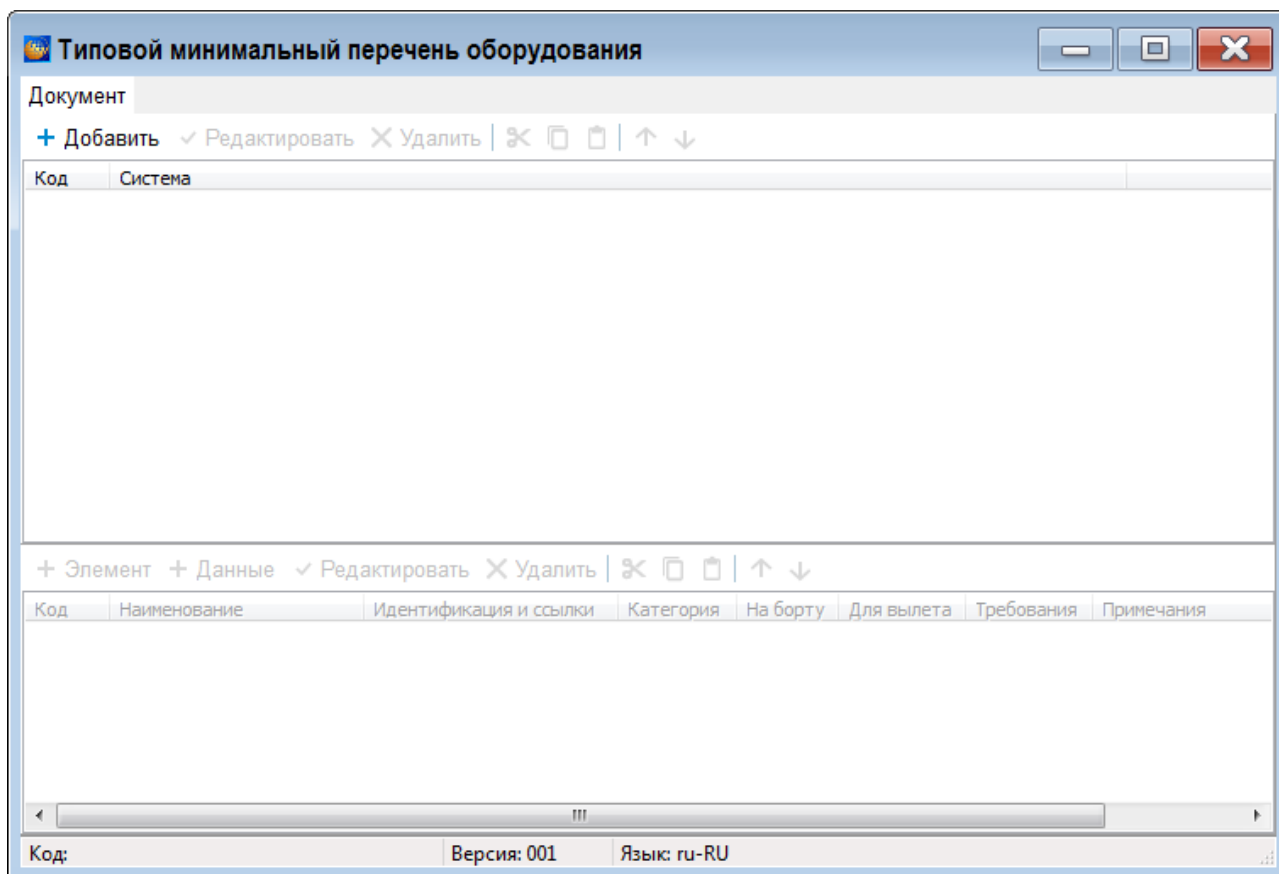 Типовой минимальный перечень оборудования
Документ
Добавить Редактировать Удалить
Код Система
Элемент Данные Редактировать Удалить
Код Наименование Идентификация и ссылки Категория На борту Для вылета Требования Примечания
Код: Версия: 001 Язык: ru-RU